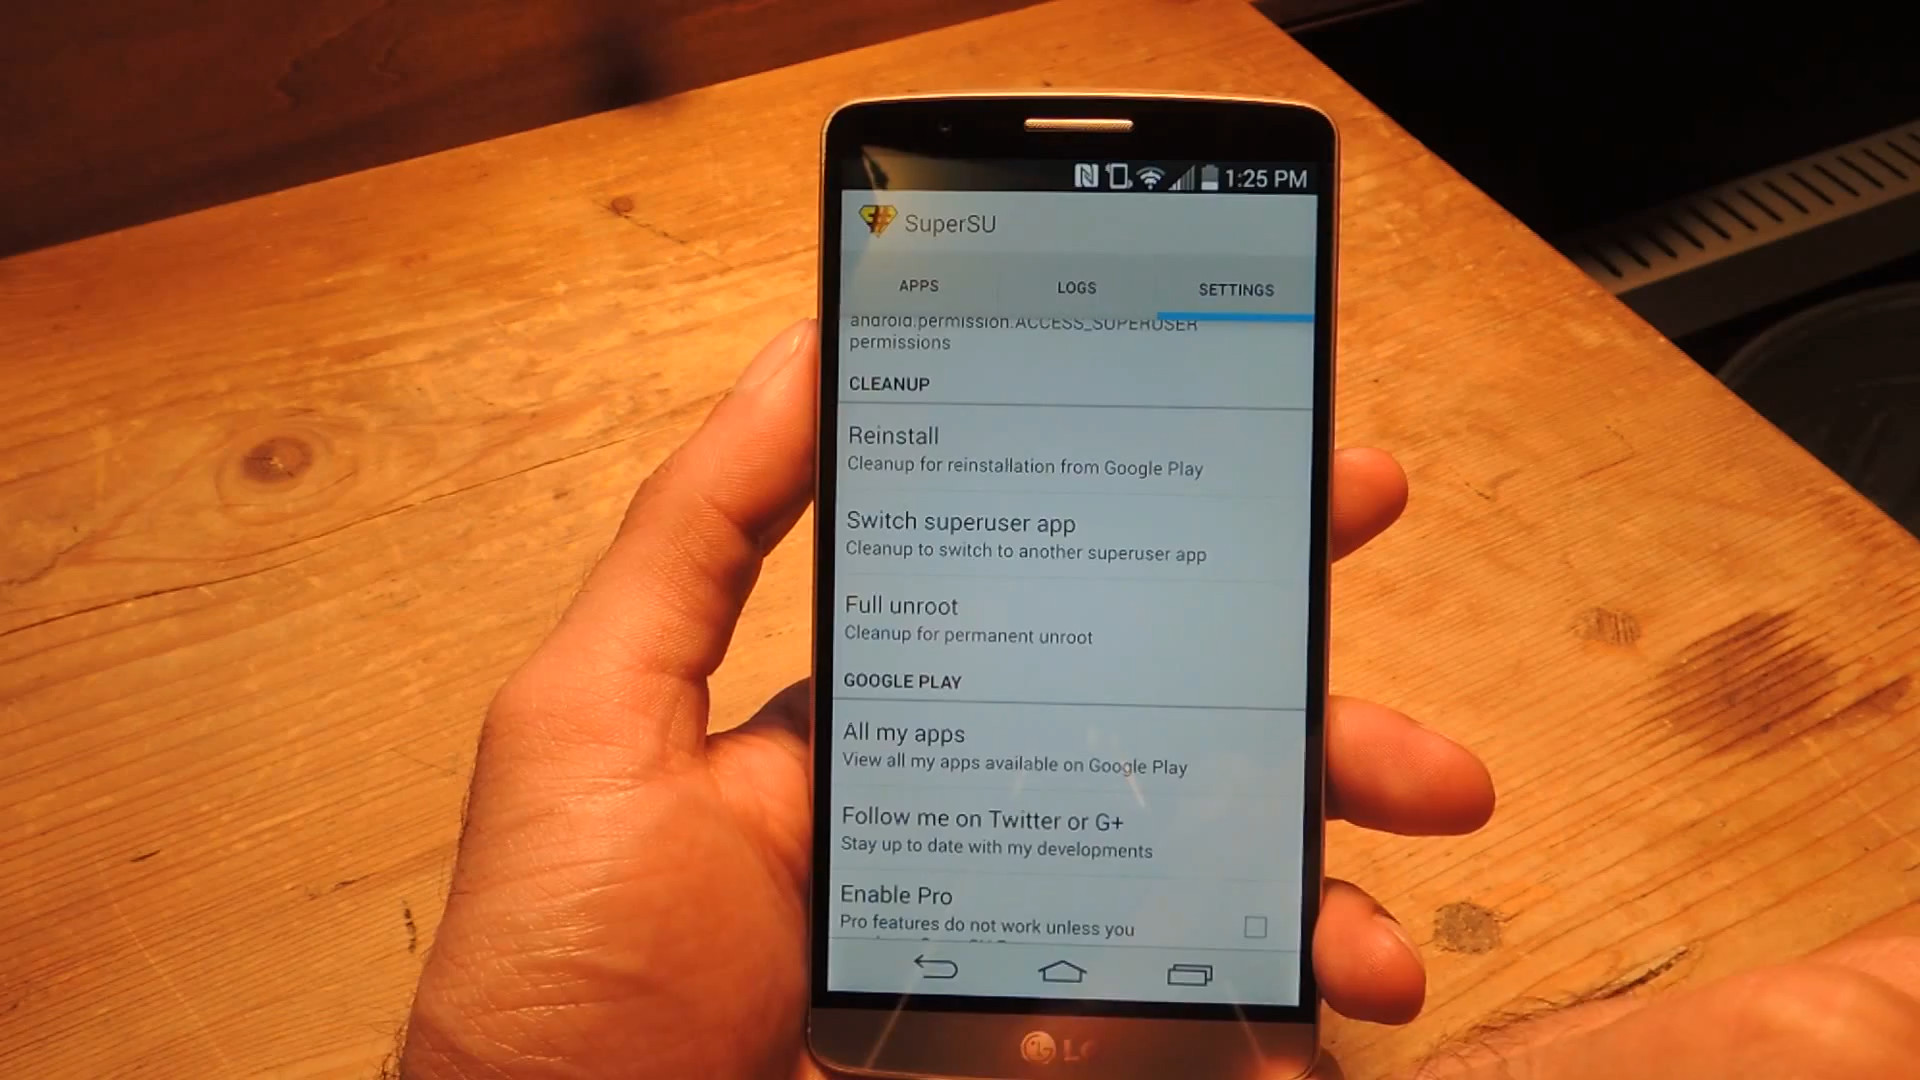 1:25 PM
SuperSU
APPS LOGS SETTINGS
android.permission.ACCESS_SUPERUSER
permissions
CLEANUP
Reinstall
Cleanup for reinstallation from Google Play
Switch superuser app
Cleanup to switch to another superuser app
Full unroot
Cleanup for permanent unroot
GOOGLE PLAY
All my apps
View all my apps available on Google Play
Follow me on Twitter or G+
Stay up to date with my developments
Enable Pro
Pro features do not work unless you
LG